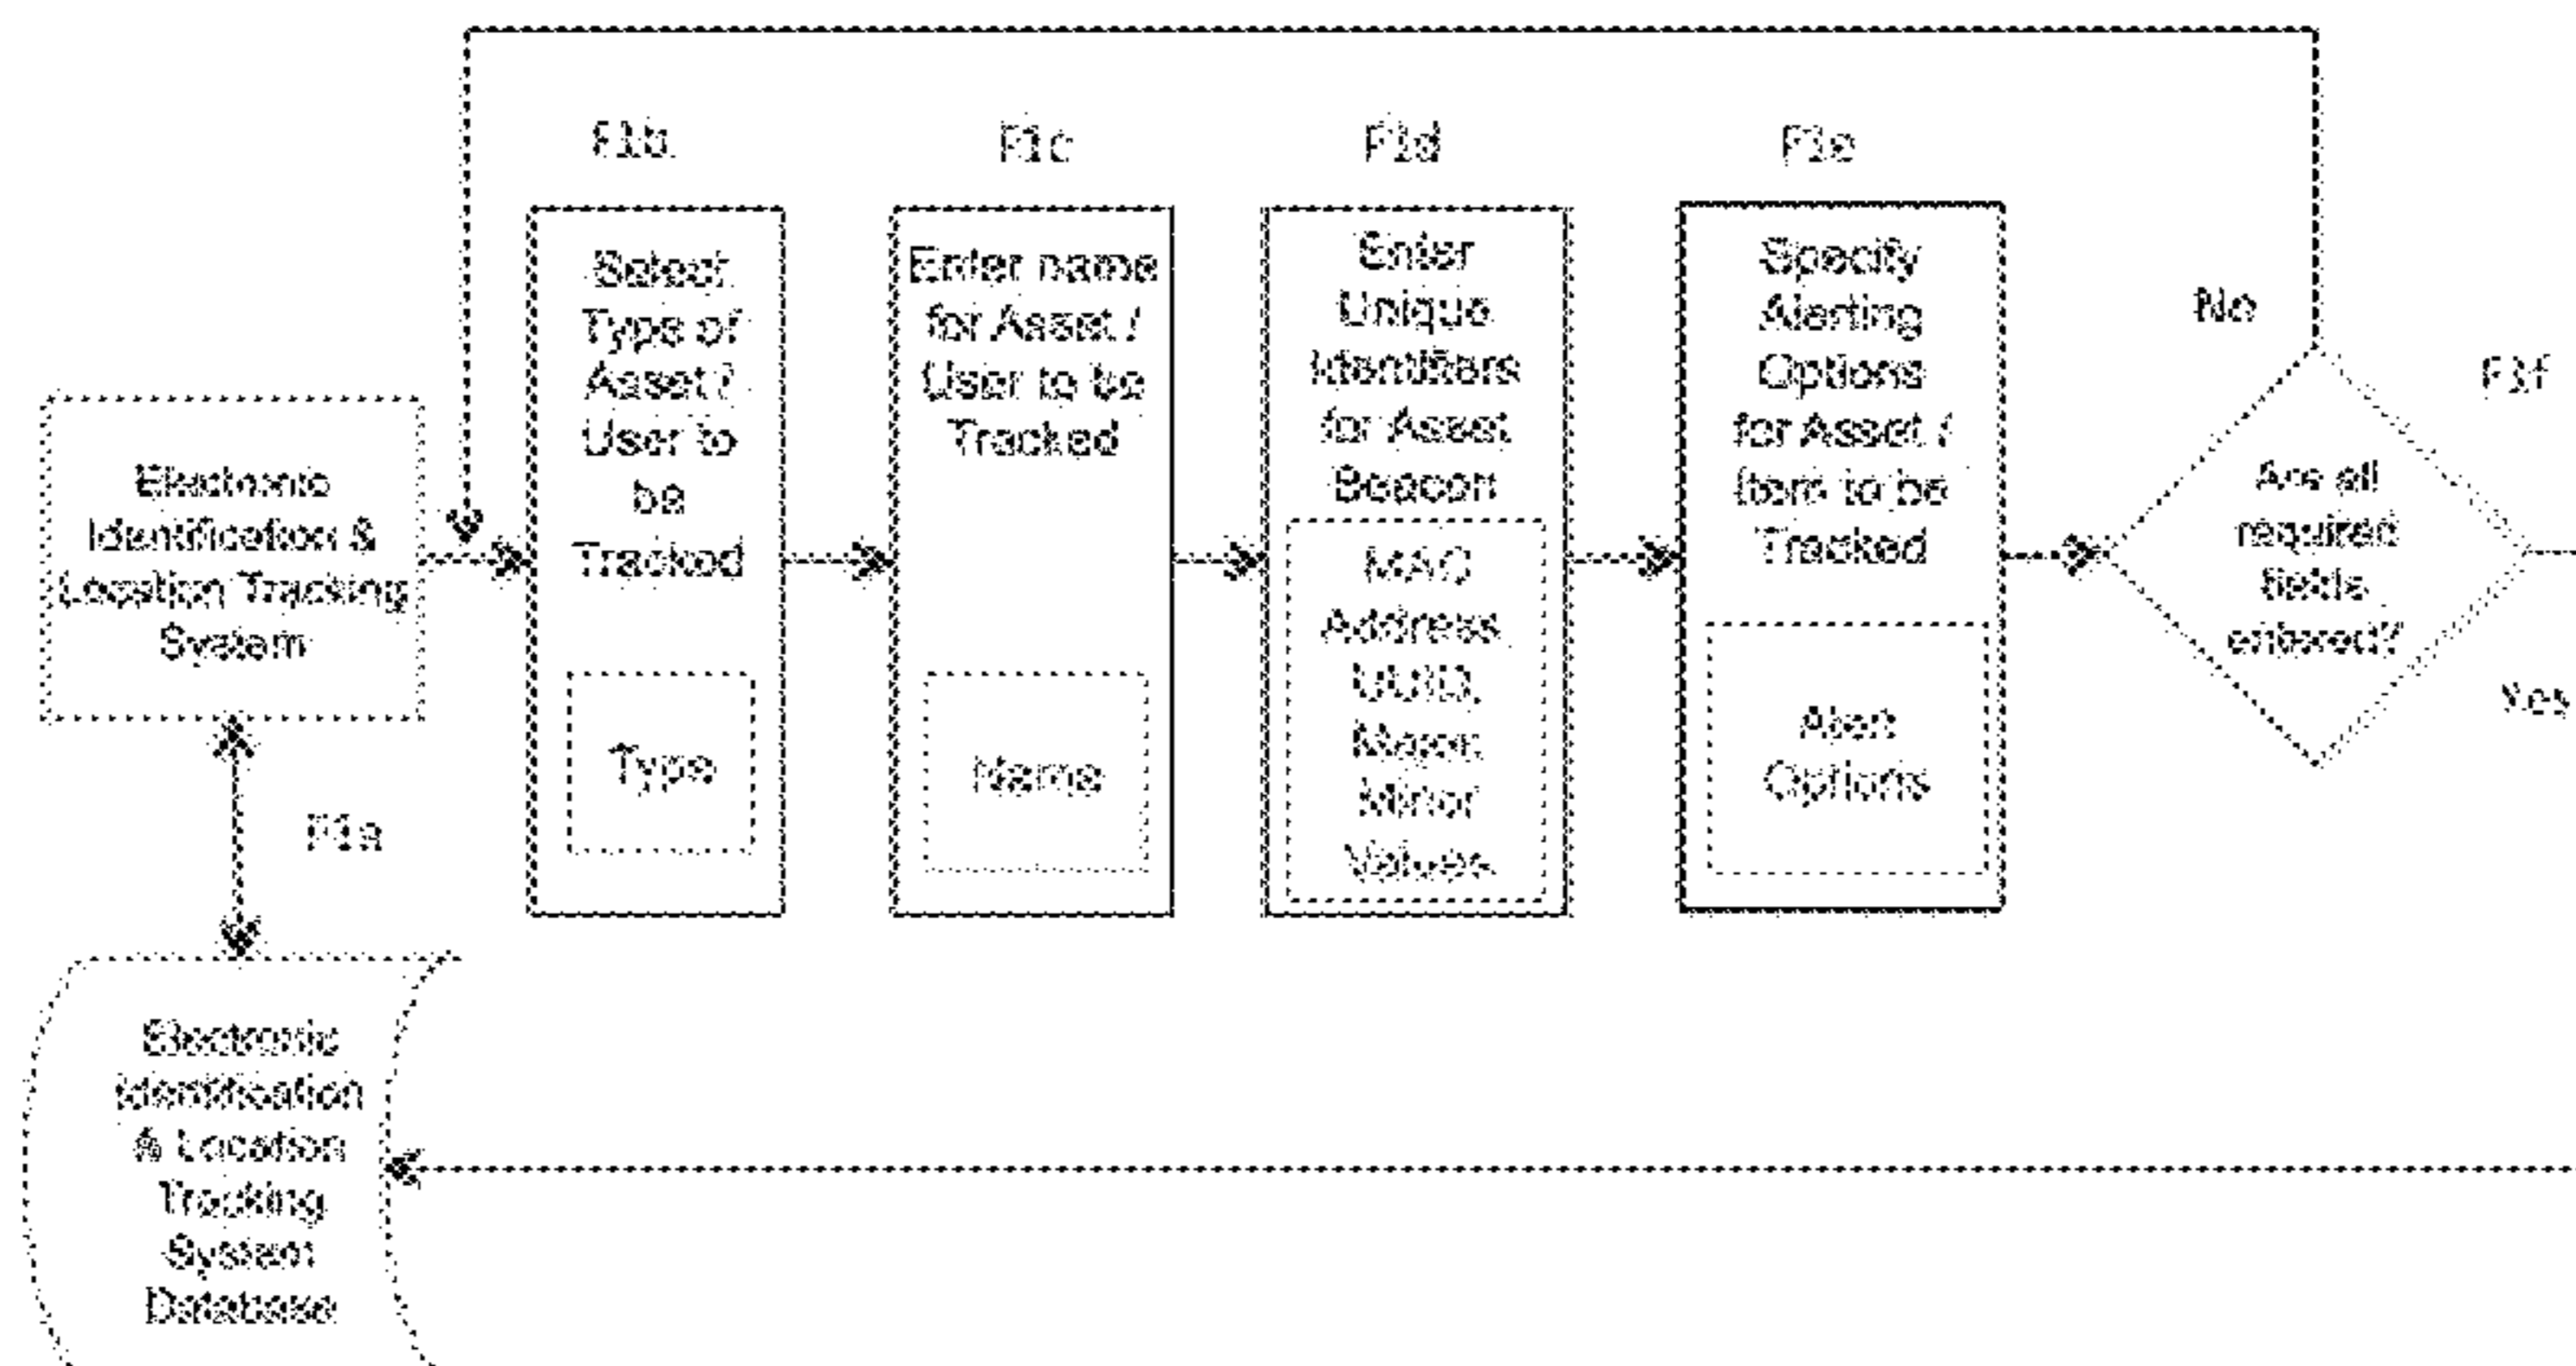 F1b
F1c
F1d
F1e
Select
Type of
Asset /
User to
be
Tracked
Type
Enter name
for Asset /
User to be
Tracked
Name
Enter
Unique
Identifiers
for Asset
Beacon
MAC
Address
UUID,
Major,
Minor
Values
Specify
Alerting
Options
for Asset /
Item to be
Tracked
Alert
Options
No
F1f
Are all
required
fields
entered?
Yes
Electronic
Identification &
Location Tracking
System
F1a
Electronic
Identification
& Location
Tracking
System
Database